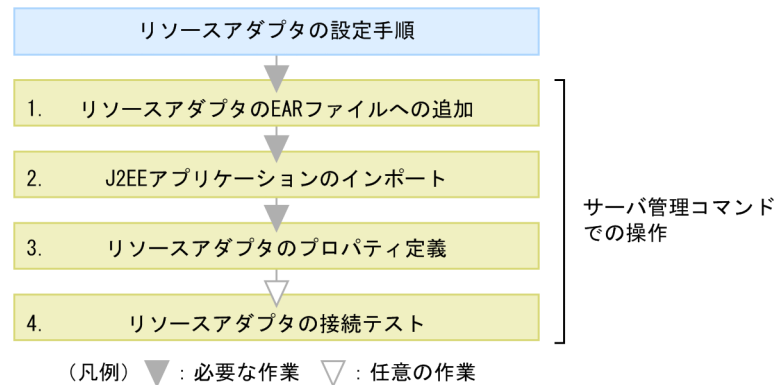 リソースアダプタの設定手順
1. リソースアダプタのEARファイルへの追加
2. J2EEアプリケーションのインポート
3. リソースアダプタのプロパティ定義
4. リソースアダプタの接続テスト
サーバ管理コマンド
での操作
（凡例） ▼ : 必要な作業 ▽ : 任意の作業